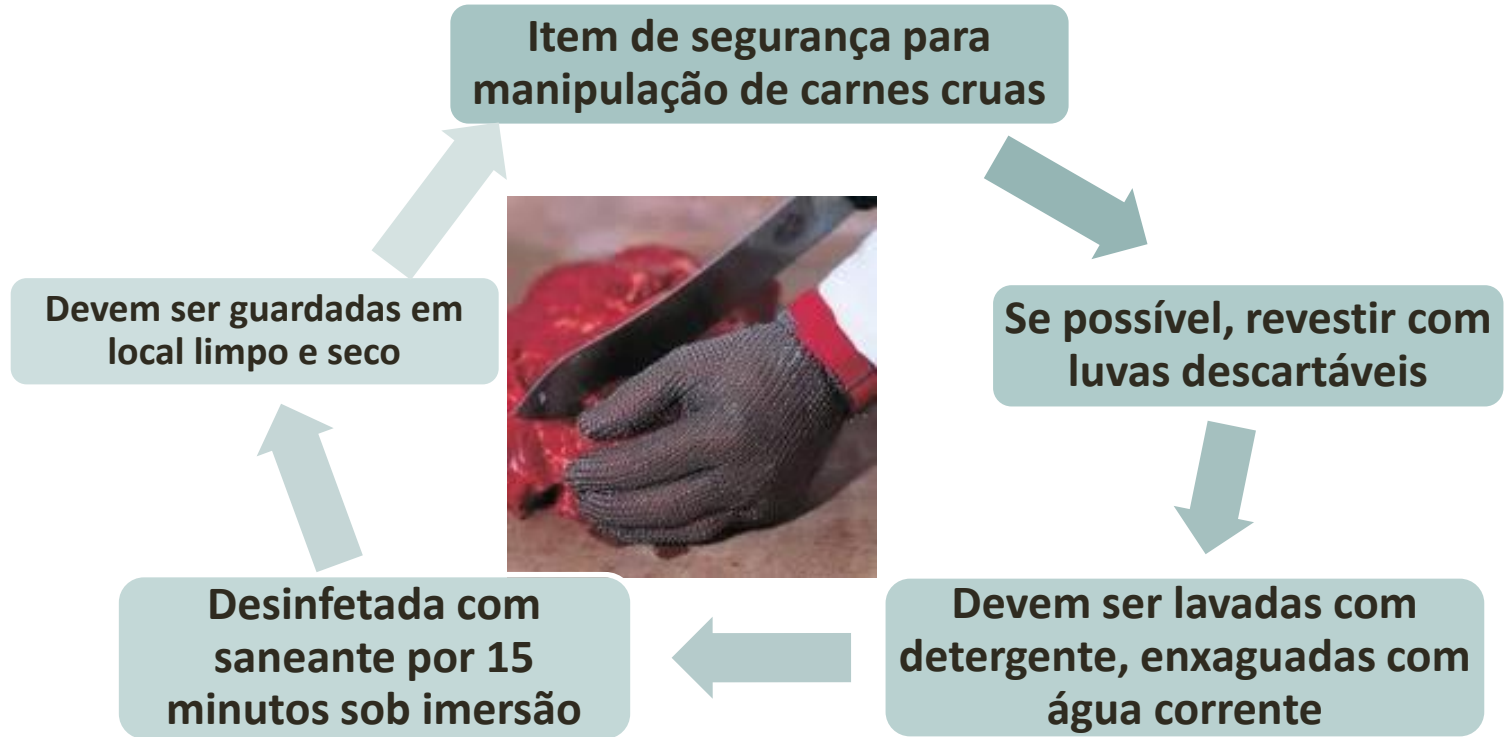 Item de segurança para
manipulação de carnes cruas
Se possível, revestir com
luvas descartáveis
Devem ser lavadas com
detergente, enxaguadas com
água corrente
Desinfetada com
saneante por 15
minutos sob imersão
Devem ser guardadas em
local limpo e seco